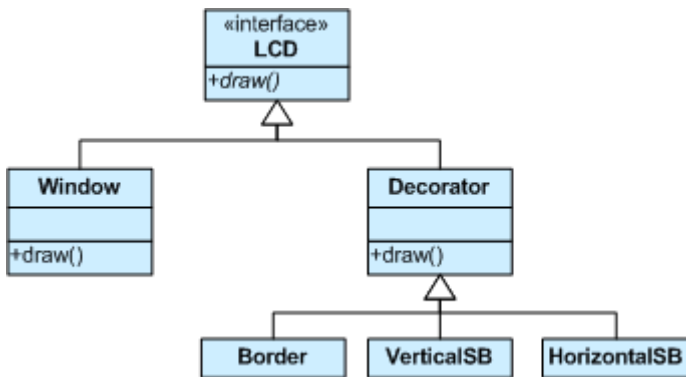 «interface»
LCD
+draw()
Window
Decorator
+draw()
+draw()
Border
VerticalSB
HorizontalSB